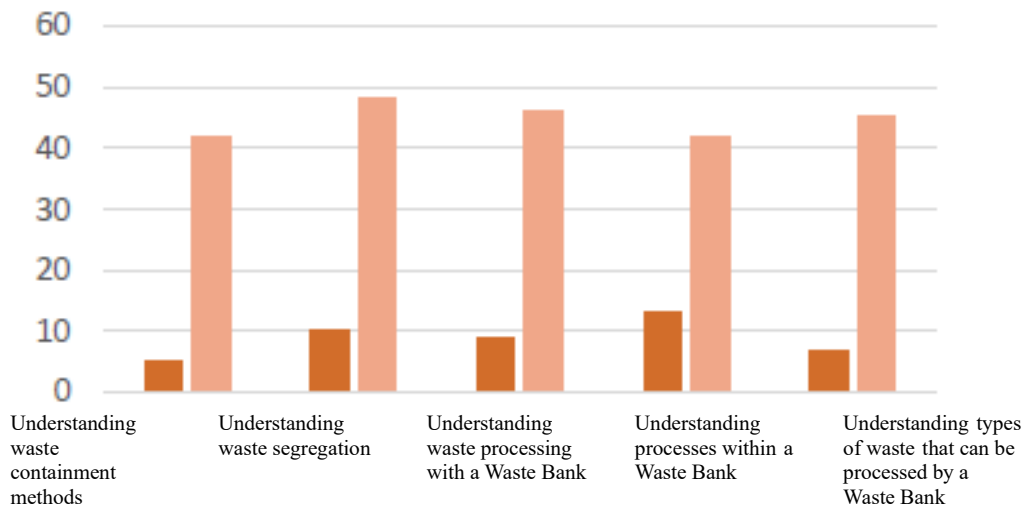 60
50
40
30
20
10
0
Understanding
waste
containment
methods
Understanding
waste segregation
Understanding
waste processing
with a Waste Bank
Understanding
processes within a
Waste Bank
Understanding types
of waste that can be
processed by a
Waste Bank